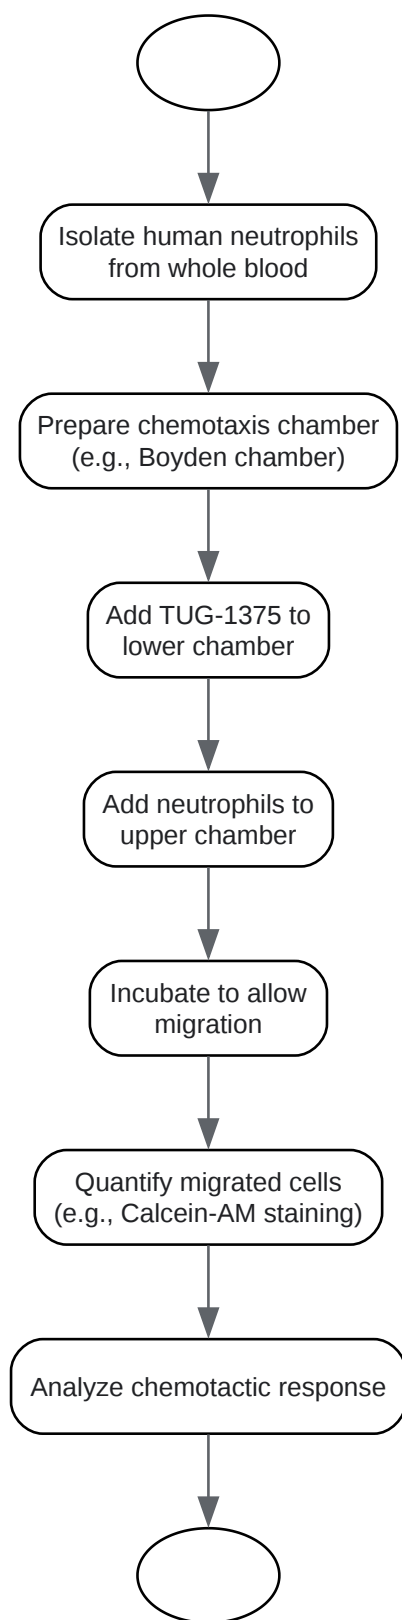 Isolate human neutrophils
from whole blood
Prepare chemotaxis chamber
(e.g., Boyden chamber)
Add TUG-1375 to
lower chamber
Add neutrophils to
upper chamber
Incubate to allow
migration
Quantify migrated cells
(e.g., Calcein-AM staining)
Analyze chemotactic response